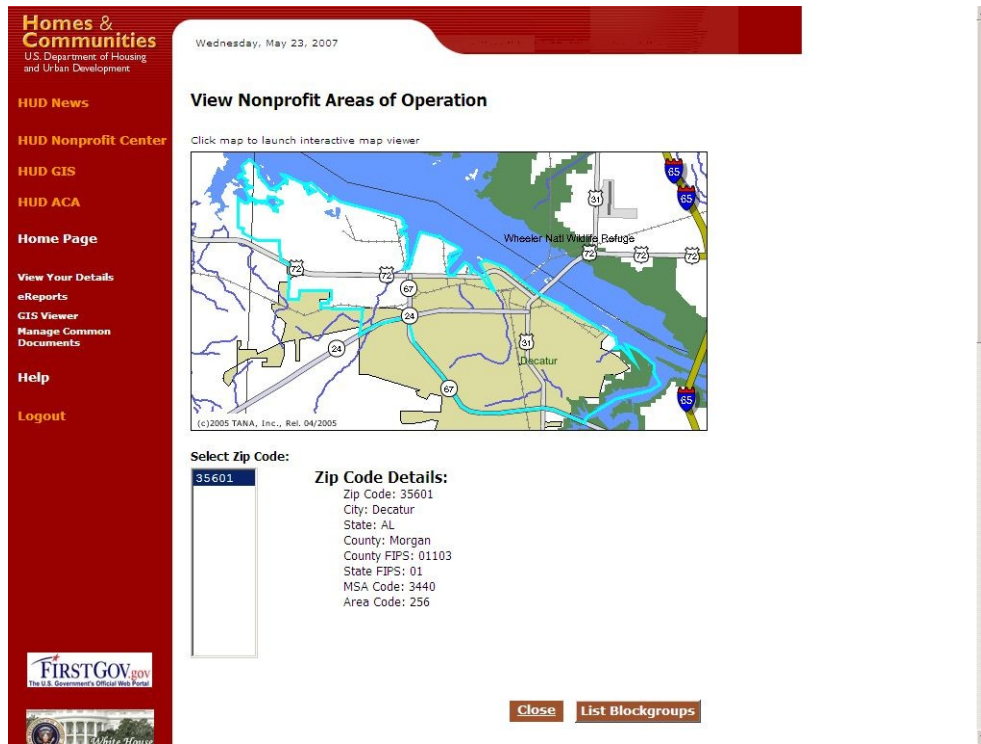 Homes &
Communities
U.S. Department of Housing
and Urban Development
Wednesday, May 23, 2007
HUD News
HUD Nonprofit Center
HUD GIS
HUD ACA
Home Page
View Your Details
eReports
GIS Viewer
Manage Common
Documents
Help
Logout
View Nonprofit Areas of Operation
Click map to launch interactive map viewer
65
31
65
Wheeler Natl Wildlife Refuge
72
72
72
72
72
67
24
31
24
Decatur
67
65
(c)2005 TANA, Inc., Rel. 04/2005
Select Zip Code:
35601
Zip Code Details:
Zip Code: 35601
City: Decatur
State: AL
County: Morgan
County FIPS: 01103
State FIPS: 01
MSA Code: 3440
Area Code: 256
FIRSTGOV.gov
The U.S. Government's Official Web Portal
White House
Close
List Blockgroups